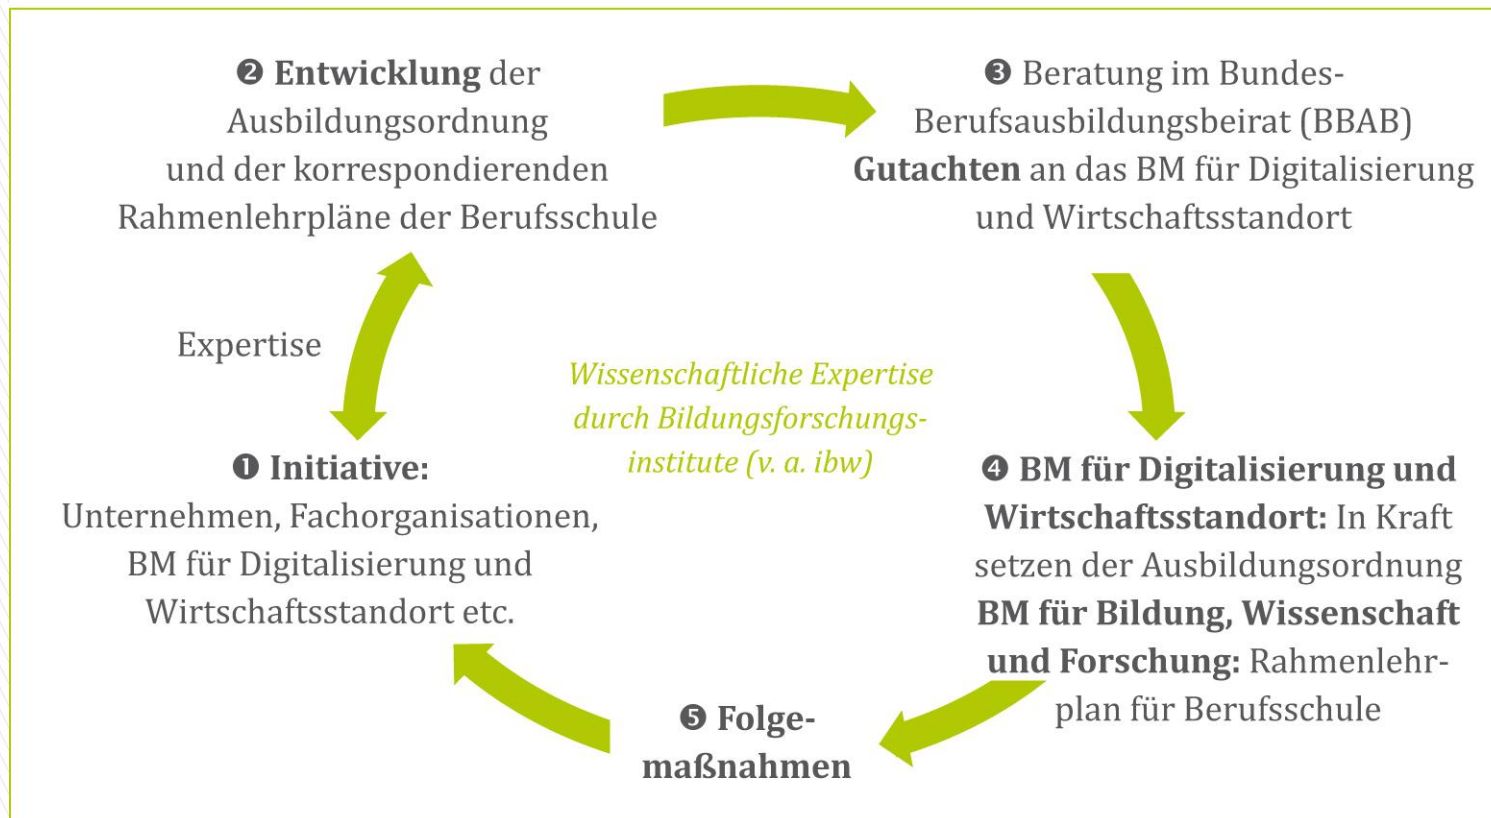 ❷ Entwicklung der
Ausbildungsordnung
und der korrespondierenden
Rahmenlehrpläne der Berufsschule
❸ Beratung im Bundes-
Berufsausbildungsbeirat (BBAB)
Gutachten an das BM für Digitalisierung
und Wirtschaftsstandort
Expertise
Wissenschaftliche Expertise
durch Bildungsforschungs-
institute (v. a. ibw)
❶ Initiative:
Unternehmen, Fachorganisationen,
BM für Digitalisierung und
Wirtschaftsstandort etc.
❹ BM für Digitalisierung und
Wirtschaftsstandort: In Kraft
setzen der Ausbildungsordnung
BM für Bildung, Wissenschaft
und Forschung: Rahmenlehr-
plan für Berufsschule
❺ Folge-
maßnahmen